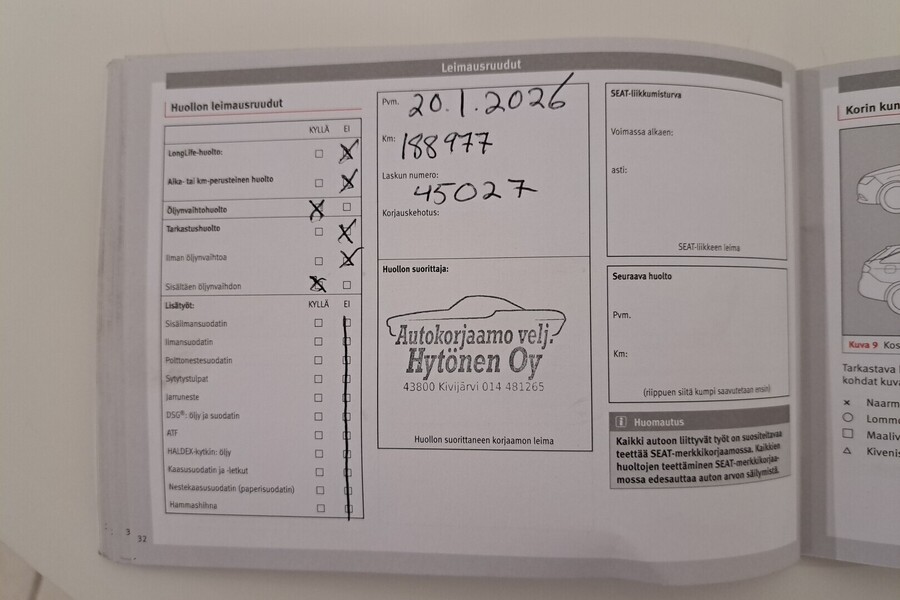 Leimausruudut
Huollon leimausruudut
KYLLÄ EI
LongLife-huolto:
Aika- tai km-perusteinen huolto
Öljynvaihtohuolto
Tarkastushuolto
Ilman öljynvaihtoa
Sisältäen öljynvaihdon
Lisätyöt: KYLLÄ EI
Sisäilmansuodatin
Ilmansuodatin
Polttonestesuodatin
Sytytystulpat
Jarruneste
DSG®: öljy ja suodatin
ATF
HALDEX-kytkin: öljy
Kaasusuodatin ja -letkut
Nestekaasusuodatin (paperisuodatin)
Hammashihna
32
Pvm. 20.1.2026
Km: 188977
Laskun numero:
45027
Korjauskehotus:
Huollon suorittaja:
Autokorjaamo velj.
Hytönen Oy
43800 Kivijärvi 014 481265
Huollon suorittaneen korjaamon leima
SEAT-liikkumisturva
Voimassa alkaen:
asti:
SEAT-liikkeen leima
Seuraava huolto
Pvm.
Km:
(riippuen siitä kumpi saavutetaan ensin)
Huomautus
Kaikki autoon liittyvät työt on suositeltavaa
teettää SEAT-merkkikorjaamossa. Kaikkien
huoltojen teettäminen SEAT-merkkikorjaa-
mossa edesauttaa auton arvon säilymistä.
Korin kun
Kuva 9 Kos
Tarkastava
kohdat kuva
Naarm
Lommo
Maaliv
Kivenis